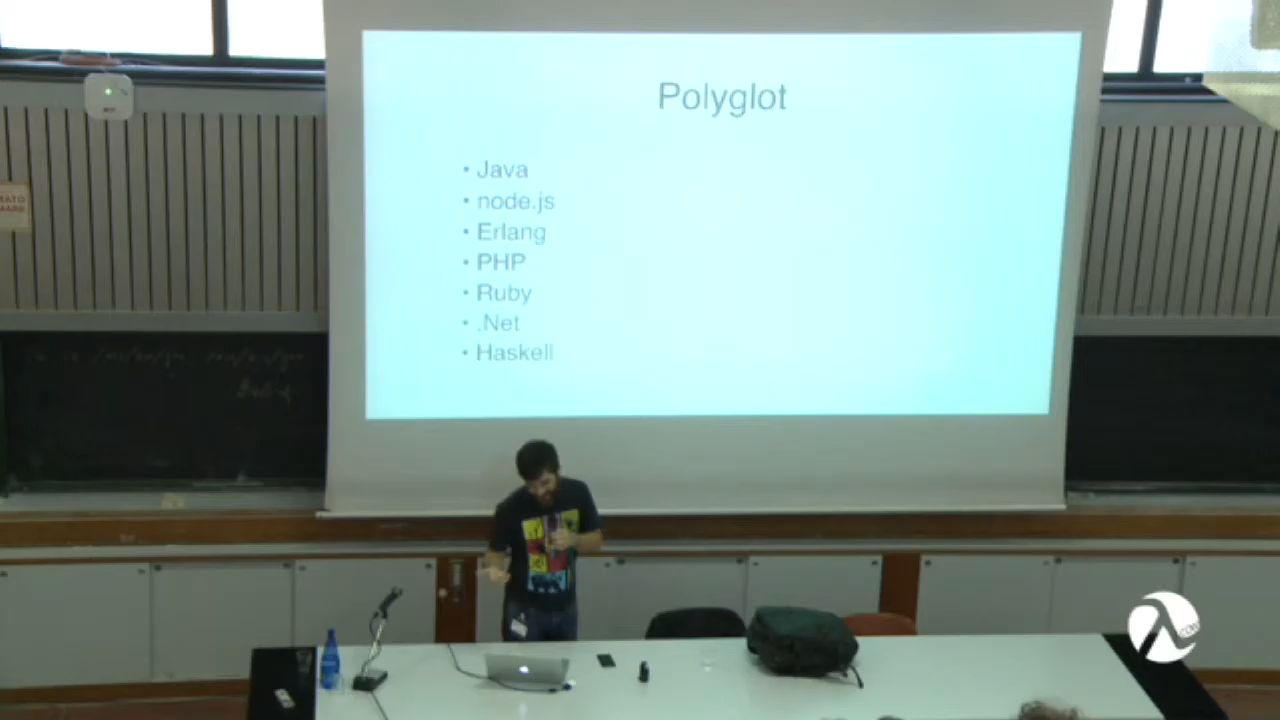 Polyglot
• Java
• node.js
• Erlang
• PHP
• Ruby
• .Net
• Haskell